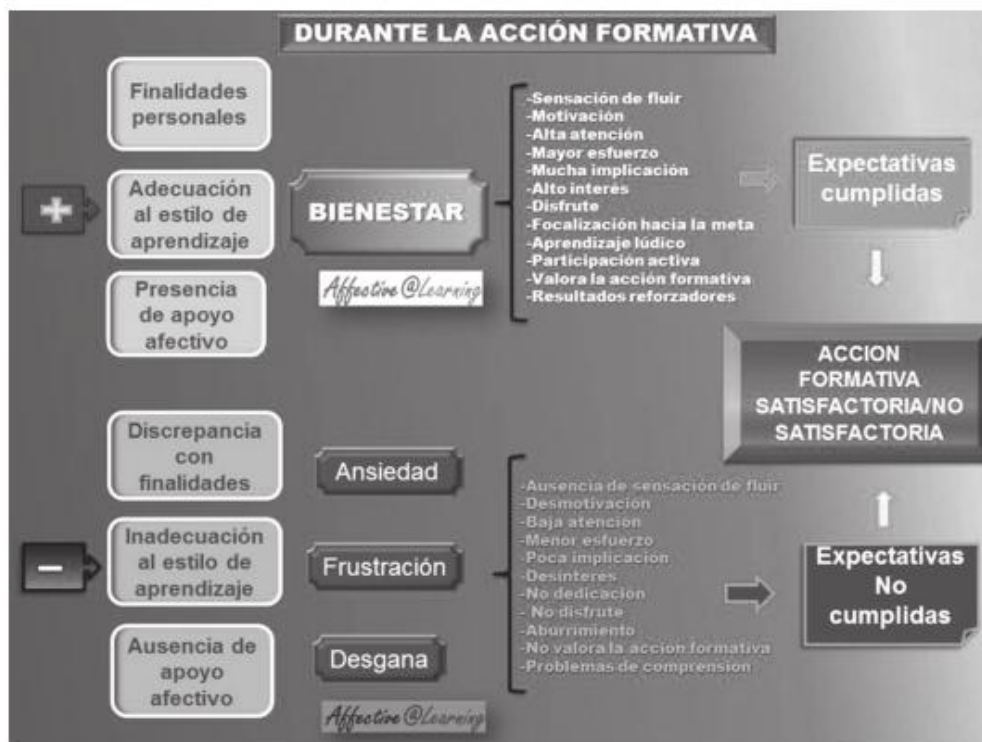 DURANTE LA ACCIÓN FORMATIVA
Finalidades
personales
Adecuación
al estilo de
aprendizaje
Presencia
de apoyo
afectivo
+
BIENESTAR
Affective @Learning
-Sensación de fluir
-Motivación
-Alta atención
-Mayor esfuerzo
-Mucha implicación
-Alto interés
-Disfrute
-Focalización hacia la meta
-Aprendizaje lúdico
-Participación activa
-Valora la acción formativa
-Resultados reforzadores
Expectativas
cumplidas
ACCION
FORMATIVA
SATISFACTORIA/NO
SATISFACTORIA
Discrepancia
con
finalidades
Inadecuación
al estilo de
aprendizaje
Ausencia de
apoyo
afectivo
–
Ansiedad
Frustración
Desgana
Affective @Learning
-Ausencia de sensación de fluir
-Desmotivación
-Baja atención
-Menor esfuerzo
-Poca implicación
-Desinteres
-No dedicación
- No disfrute
-Aburrimiento
-No valora la acción formativa
-Problemas de comprensión
Expectativas
No
cumplidas